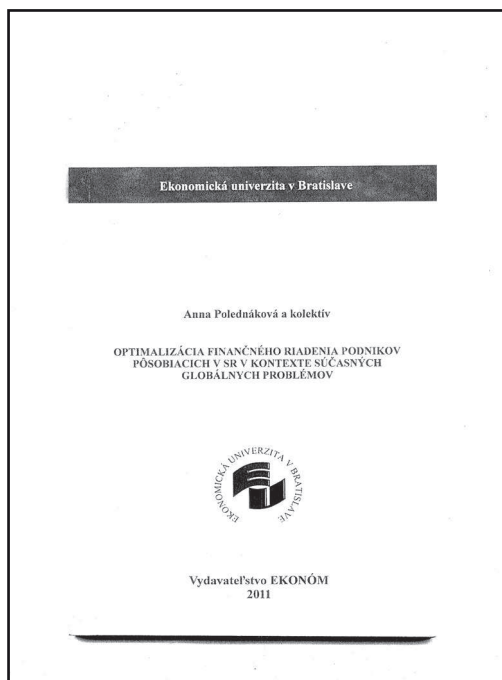 Ekonomická univerzita v Bratislave
Anna Polednáková a kolektív
OPTIMALIZÁCIA FINANČNÉHO RIADENIA PODNIKOV
PÔSOBIACICH V SR V KONTEXTE SÚČASNÝCH
GLOBÁLNYCH PROBLÉMOV
EKONOMICKÁ UNIVERZITA V BRATISLAVE
EU
Vydavateľstvo EKONÓM
2011